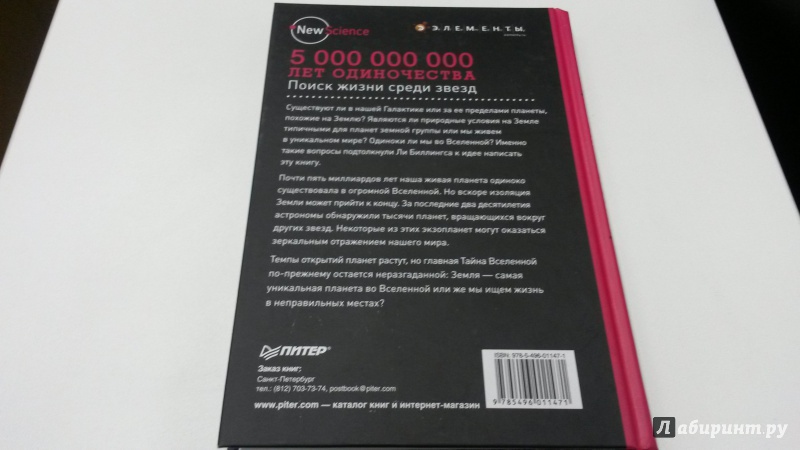 New Science
Э.Л.Е.М.Е.Н.Т.Ы.
5 000 000 000
ЛЕТ ОДИНОЧЕСТВА
Поиск жизни среди звезд
Существуют ли в нашей Галактике или за ее пределами планеты,
похожие на Землю? Являются ли природные условия на Земле
типичными для планет земной группы или мы живем
в уникальном мире? Одиноки ли мы во Вселенной? Именно
такие вопросы подтолкнули Ли Биллингса к идее написать
эту книгу.
Почти пять миллиардов лет наша живая планета одиноко
существовала в огромной Вселенной. Но вскоре изоляция
Земли может прийти к концу. За последние два десятилетия
астрономы обнаружили тысячи планет, вращающихся вокруг
других звезд. Некоторые из этих экзопланет могут оказаться
зеркальным отражением нашего мира.
Темпы открытий планет растут, но главная Тайна Вселенной
по-прежнему остается неразгаданной: Земля — самая
уникальная планета во Вселенной или же мы ищем жизнь
в неправильных местах?
ПИТЕР®
Заказ книг:
Санкт-Петербург
тел.: (812) 703-73-74, postbook@piter.com
www.piter.com — каталог книг и интернет-магазин
ISBN: 978-5-496-01147-1
9 785496 011471
Лабиринт.ру